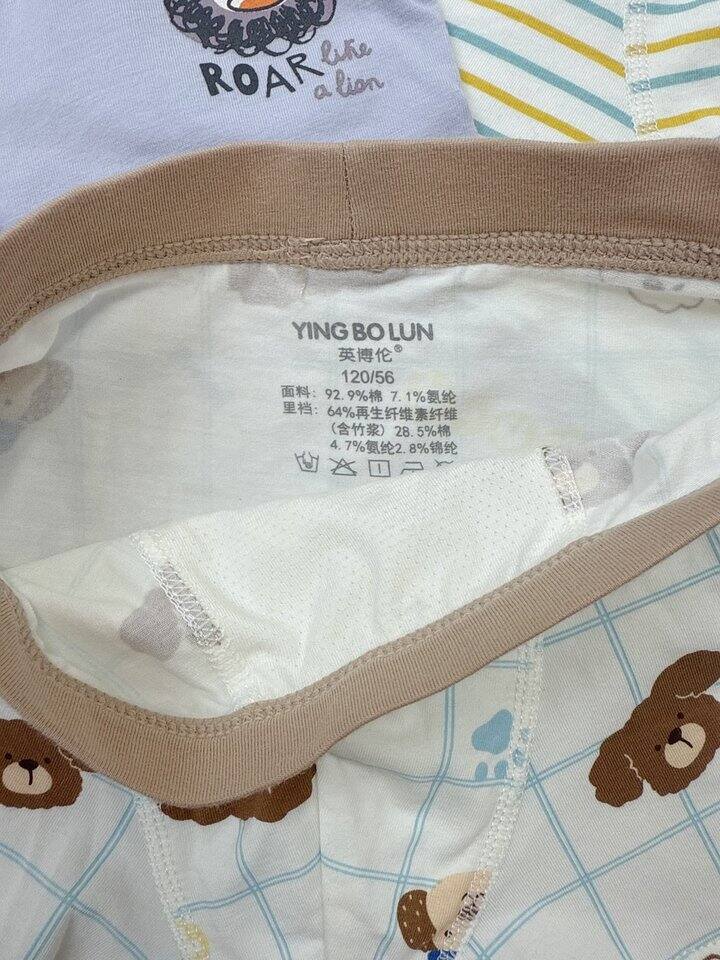 ROAR like
a lion
YING BO LUN
英博伦®
120/56
面料: 92.9%棉 7.1%氨纶
里裆: 64%再生纤维素纤维
(含竹浆) 28.5%棉
4.7%氨纶2.8%锦纶